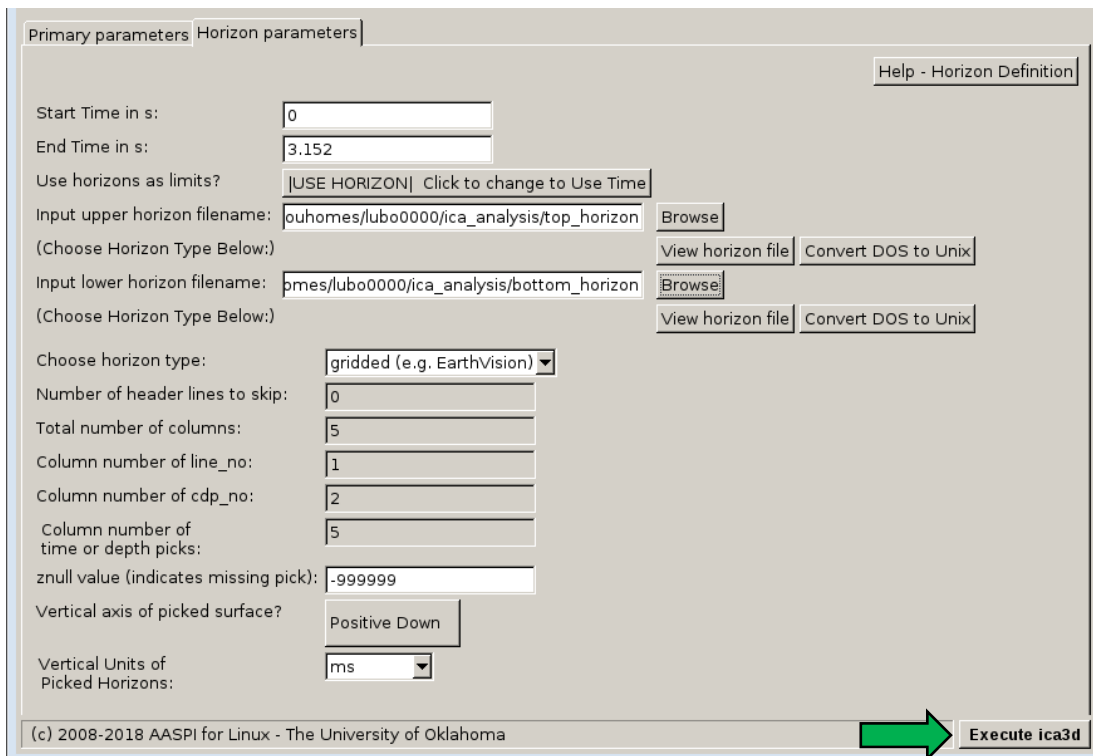 Primary parameters Horizon parameters
Help - Horizon Definition
Start Time in s: 0
End Time in s: 3.152
Use horizons as limits? |USE HORIZON| Click to change to Use Time
Input upper horizon filename: ouhomes/lubo0000/ica_analysis/top_horizon Browse
(Choose Horizon Type Below:) View horizon file Convert DOS to Unix
Input lower horizon filename: omes/lubo0000/ica_analysis/bottom_horizon Browse
(Choose Horizon Type Below:) View horizon file Convert DOS to Unix
Choose horizon type: gridded (e.g. EarthVision)
Number of header lines to skip: 0
Total number of columns: 5
Column number of line_no: 1
Column number of cdp_no: 2
Column number of
time or depth picks: 5
znull value (indicates missing pick): -999999
Vertical axis of picked surface? Positive Down
Vertical Units of
Picked Horizons: ms
(c) 2008-2018 AASPI for Linux - The University of Oklahoma Execute ica3d